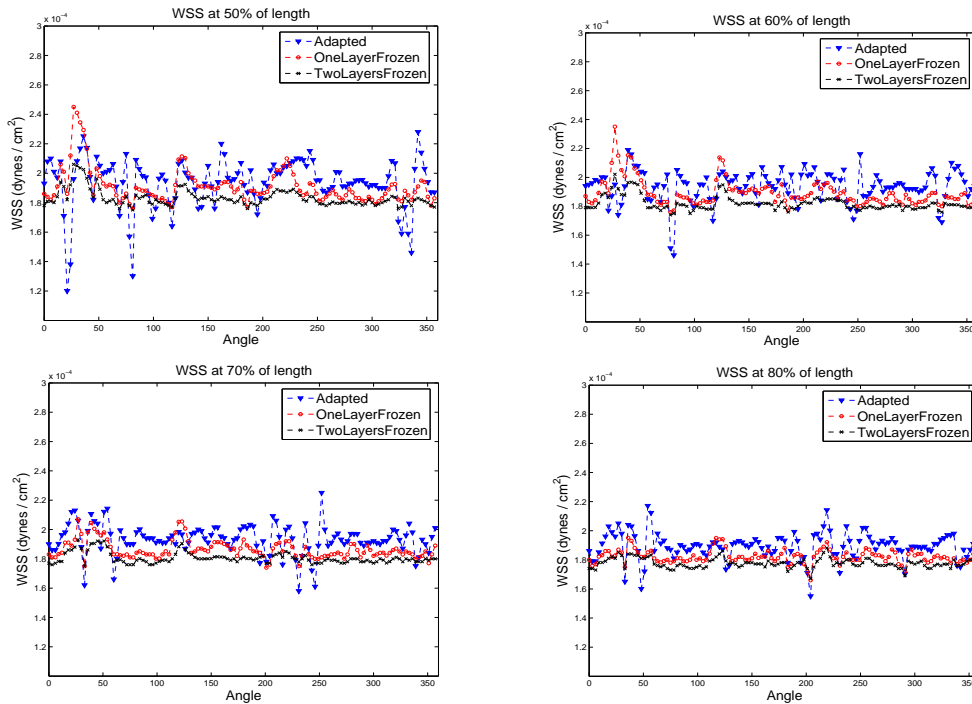 WSS at 50% of length
x 10⁻⁴
Adapted
OneLayerFrozen
TwoLayersFrozen
WSS (dynes / cm²)
3
2.8
2.6
2.4
2.2
2
1.8
1.6
1.4
1.2
0 50 100 150 200 250 300 350
Angle
WSS at 60% of length
x 10⁻⁴
Adapted
OneLayerFrozen
TwoLayersFrozen
WSS (dynes / cm²)
3
2.8
2.6
2.4
2.2
2
1.8
1.6
1.4
1.2
0 50 100 150 200 250 300 350
Angle
WSS at 70% of length
x 10⁻⁴
Adapted
OneLayerFrozen
TwoLayersFrozen
WSS (dynes / cm²)
3
2.8
2.6
2.4
2.2
2
1.8
1.6
1.4
1.2
0 50 100 150 200 250 300 350
Angle
WSS at 80% of length
x 10⁻⁴
Adapted
OneLayerFrozen
TwoLayersFrozen
WSS (dynes / cm²)
3
2.8
2.6
2.4
2.2
2
1.8
1.6
1.4
1.2
0 50 100 150 200 250 300 350
Angle